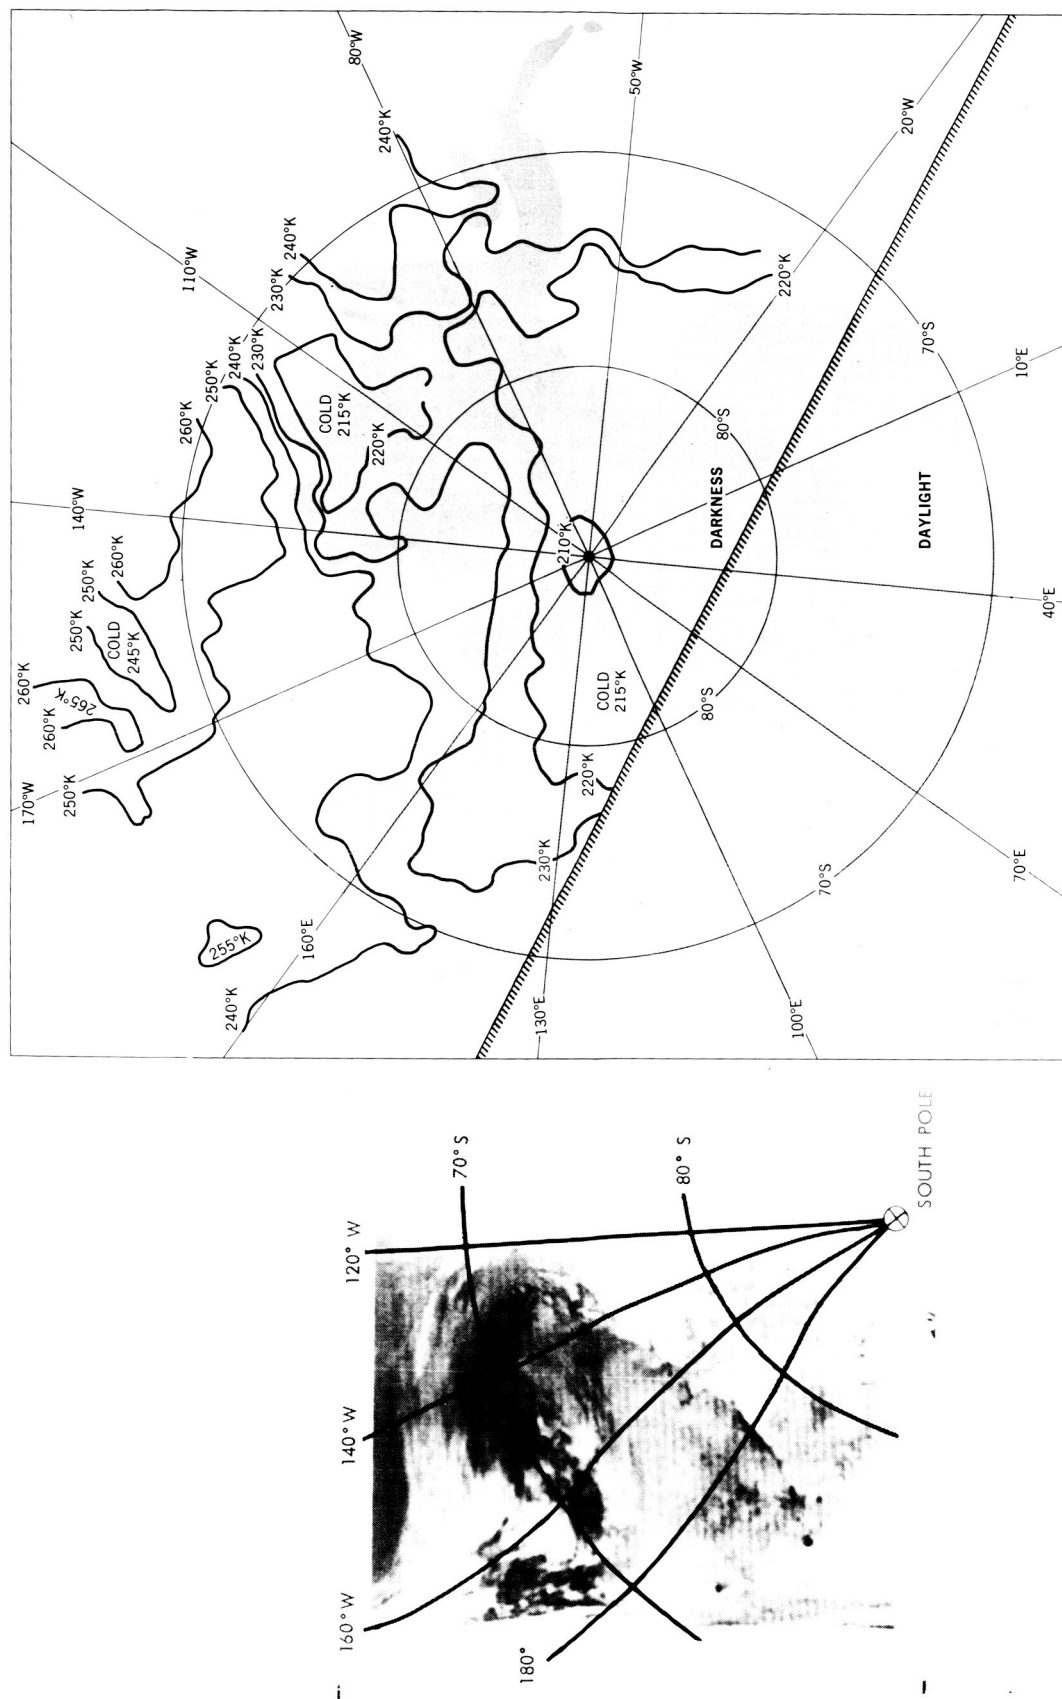 80°W
50°W
240°K
20°W
110°W
240°K
230°K
240°K
230°K
250°K
260°K
220°K
70°S
10°E
COLD
215°K
220°K
80°S
140°W
260°K
250°K
250°K
COLD
245°K
260°K
265°K
260°K
250°K
170°W
210°K
DARKNESS
DAYLIGHT
40°E
COLD
215°K
80°S
220°K
230°K
70°S
70°E
255°K
160°E
240°K
130°E
100°E
120° W
70° S
80° S
SOUTH POLE
140° W
160° W
180°